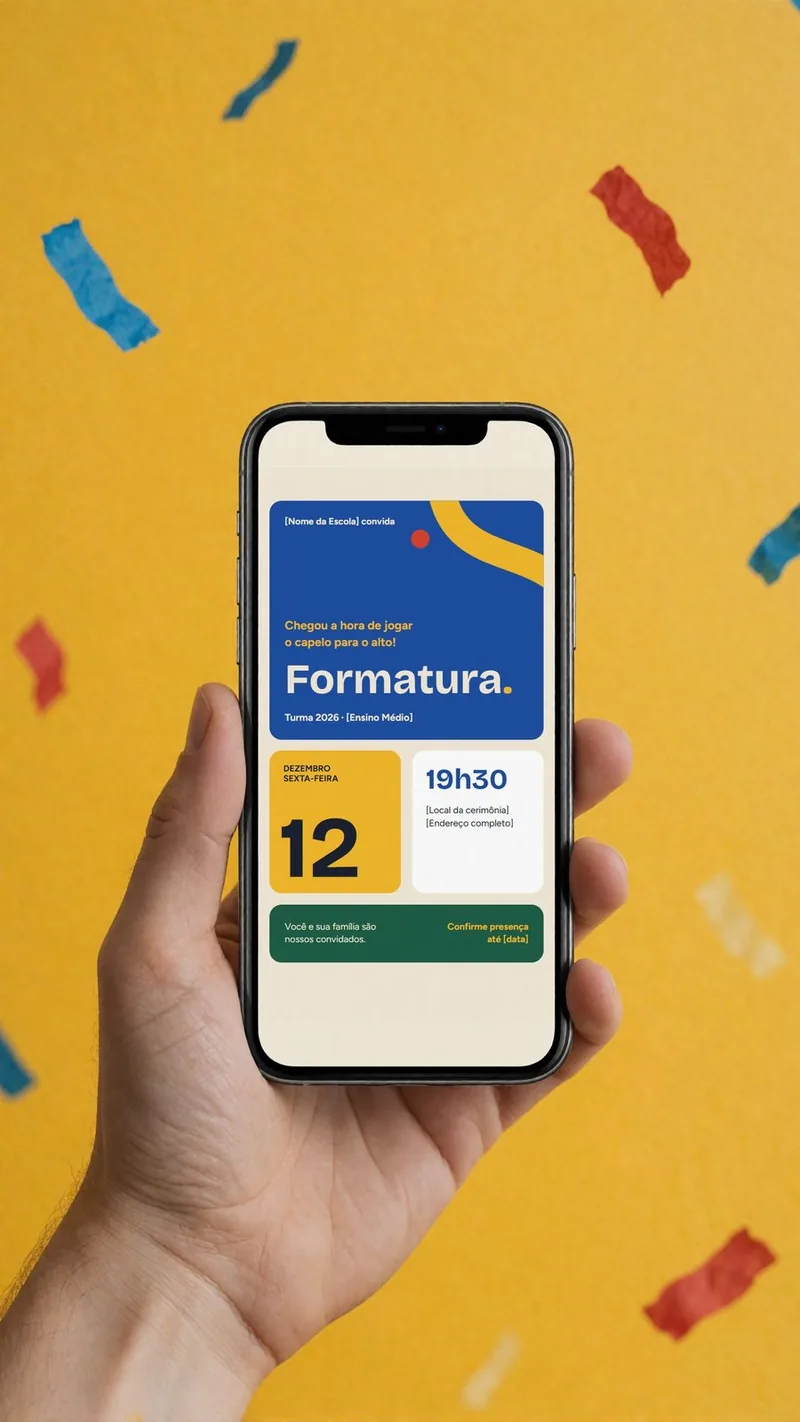 [Nome da Escola] convida
Chegou a hora de jogar
o capelo para o alto!
Formatura.
Turma 2026 · [Ensino Médio]
DEZEMBRO
SEXTA-FEIRA
12
19h30
[Local da cerimônia]
[Endereço completo]
Você e sua família são
nossos convidados.
Confirme presença
até [data]